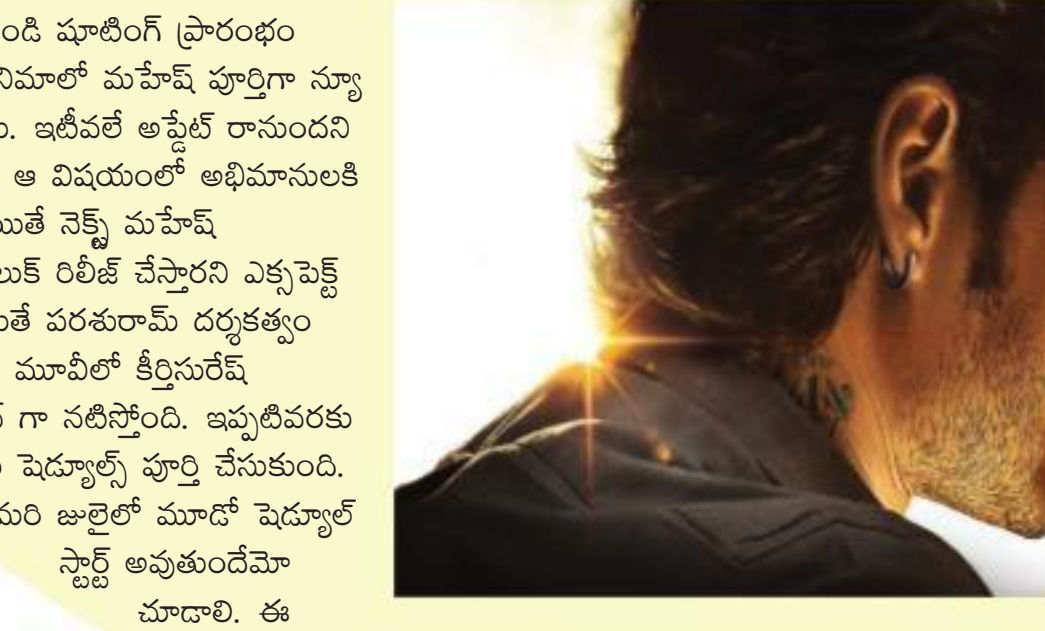 ండి షూటింగ్ ప్రారంభం
నిమాలో మహేష్ పూర్తిగా న్యూ
ఇటీవలే అప్డేట్ రానుందని
ఆ విషయంలో అభిమానులకి
యితే నెక్స్ట్ మహేష్
లుక్ రిలీజ్ చేస్తారని ఎక్సపెక్ట్
పరశురామ్ దర్శకత్వం
మూవీలో కీర్తిసురేష్
గా నటిస్తోంది. ఇప్పటివరకు
షెడ్యూల్స్ పూర్తి చేసుకుంది.
మరి జులైలో మూడో షెడ్యూల్
స్టార్ట్ అవుతుందేమో
చూడాలి. ఈ